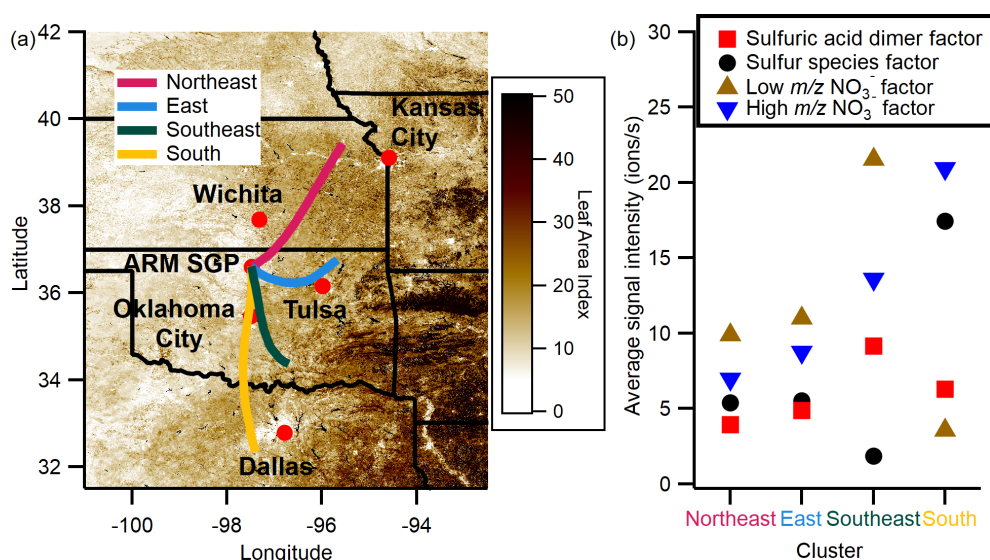 (a)
42
40
38
36
34
32
Latitude
-100
-98
-96
-94
Longitude
Northeast
East
Southeast
South
Kansas
City
Wichita
ARM SGP
Oklahoma
City
Tulsa
Dallas
50
40
30
20
10
0
Leaf Area Index
(b)
30
25
20
15
10
5
0
Average signal intensity (ions/s)
Sulfuric acid dimer factor
Sulfur species factor
Low m/z NO₃⁻ factor
High m/z NO₃⁻ factor
Northeast East Southeast South
Cluster